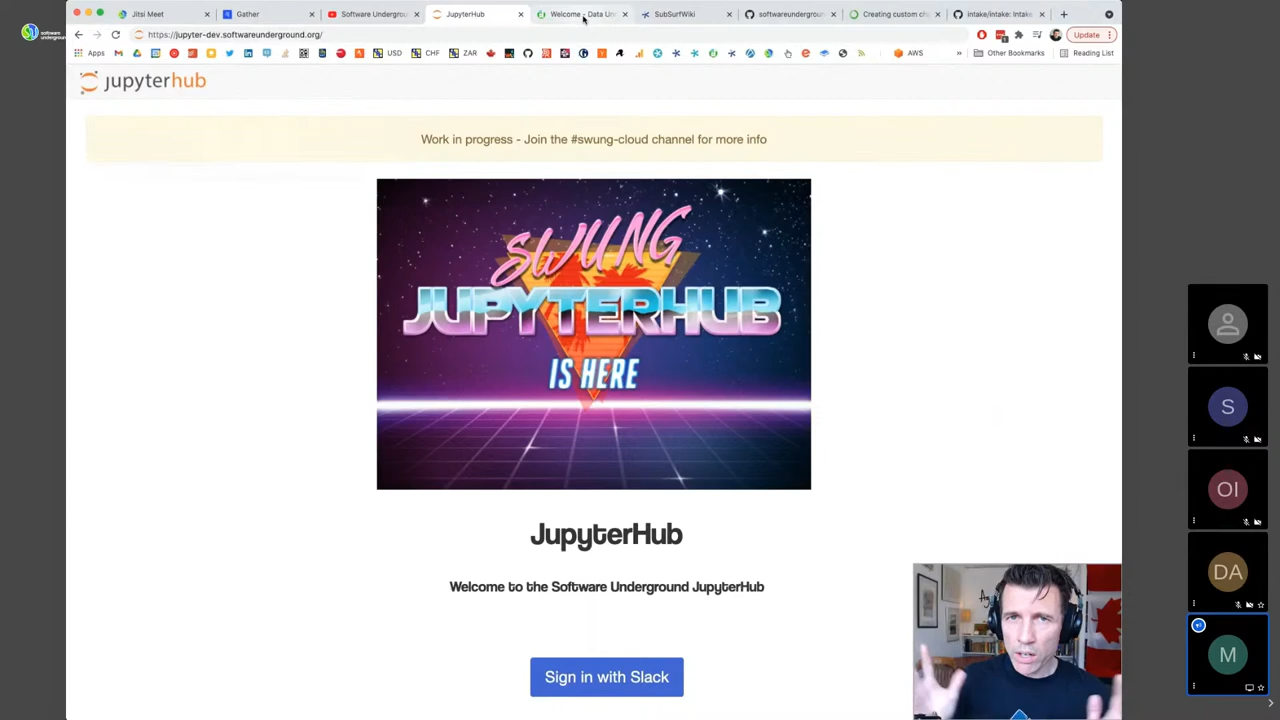 Jitsi Meet
Gather
Software Undergrou
JupyterHub
Welcome - Data Un
SubSurfWiki
softwareundergroun
Creating custom ch
intake/intake: Intake
https://jupyter-dev.softwareunderground.org/
Update
Apps
USD
CHF
ZAR
AWS
Other Bookmarks
Reading List
software
underground
jupyterhub
Work in progress - Join the #swung-cloud channel for more info
SWUNG
JUPYTERHUB
IS HERE
JupyterHub
Welcome to the Software Underground JupyterHub
Sign in with Slack
S
OI
DA
M